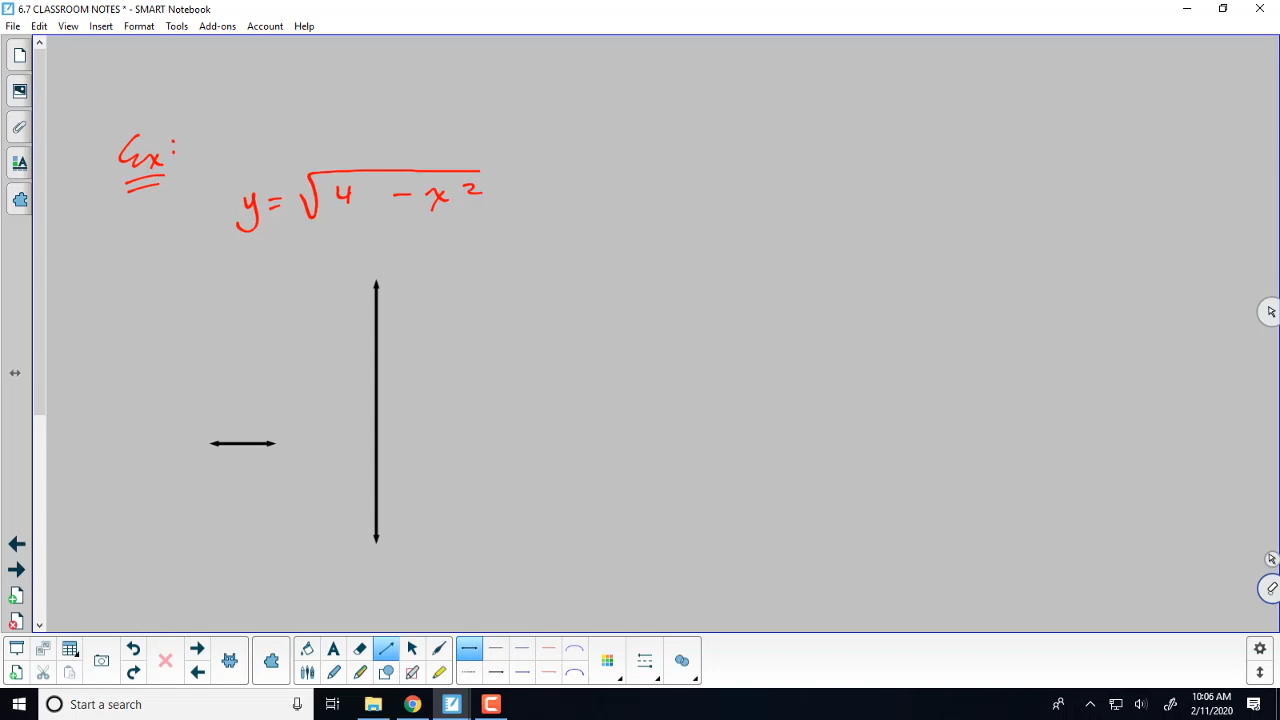 6.7 CLASSROOM NOTES * - SMART Notebook
File Edit View Insert Format Tools Add-ons Account Help
Ex:
y = √4 - x²
Start a search
10:06 AM
2/11/2020